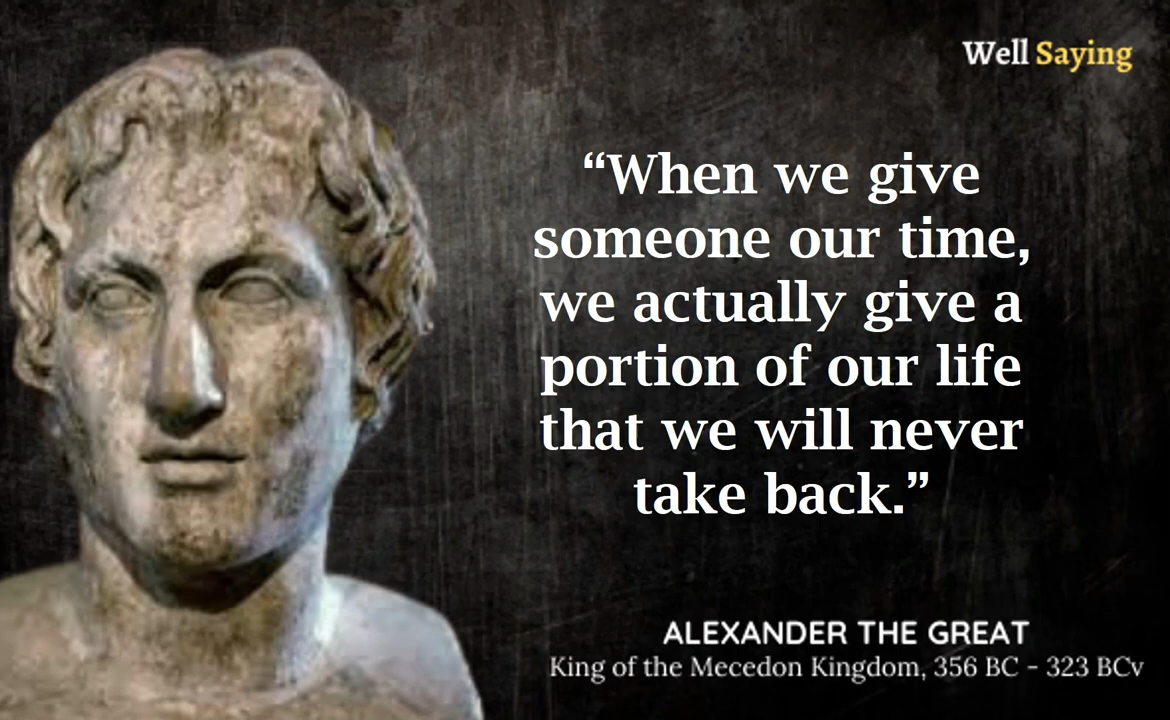 Well Saying
“When we give
someone our time,
we actually give a
portion of our life
that we will never
take back.”
ALEXANDER THE GREAT
King of the Mecedon Kingdom, 356 BC – 323 BCv